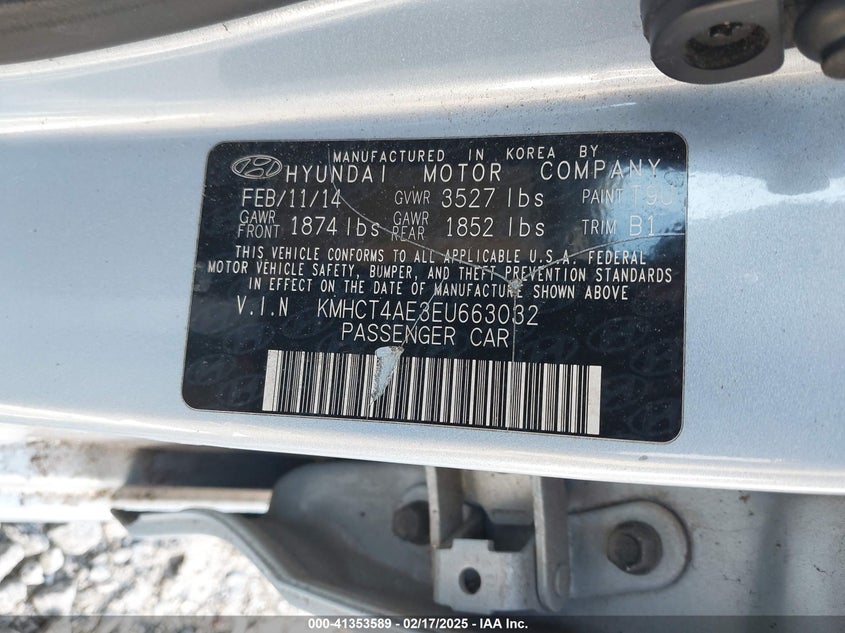 MANUFACTURED IN KOREA BY
HYUNDAI MOTOR COMPANY
FEB/11/14 GVWR 3527 lbs PAINT T9U
GAWR FRONT 1874 lbs GAWR REAR 1852 lbs TRIM B1
THIS VEHICLE CONFORMS TO ALL APPLICABLE U.S.A. FEDERAL
MOTOR VEHICLE SAFETY, BUMPER, AND THEFT PREVENTION STANDARDS
IN EFFECT ON THE DATE OF MANUFACTURE SHOWN ABOVE
V.I.N KMHCT4AE3EU663032
PASSENGER CAR
000-41353589 - 02/17/2025 - IAA Inc.